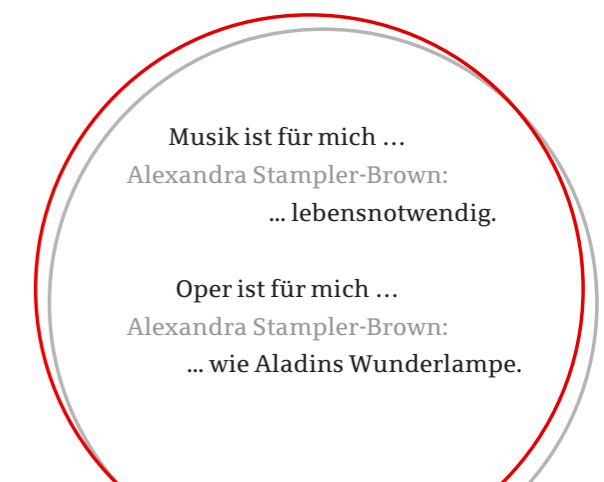 Musik ist für mich …
Alexandra Stampler-Brown:
... lebensnotwendig.
Oper ist für mich …
Alexandra Stampler-Brown:
... wie Aladins Wunderlampe.